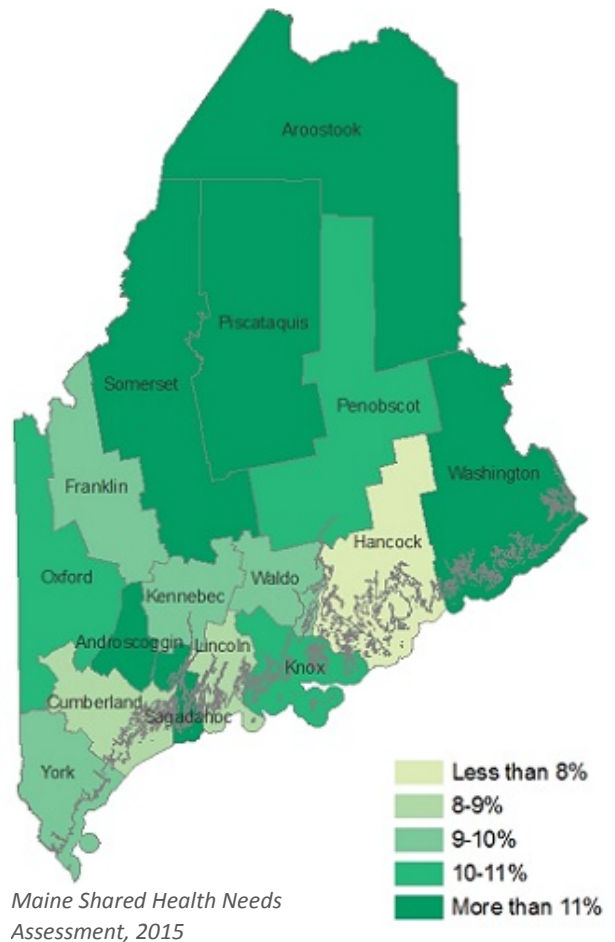 Aroostook
Piscataquis
Somerset
Penobscot
Washington
Franklin
Hancock
Oxford
Waldo
Kennebec
Androscoggin
Lincoln
Knox
Cumberland
Sagadahoc
York
Less than 8%
8-9%
9-10%
10-11%
More than 11%
Maine Shared Health Needs
Assessment, 2015